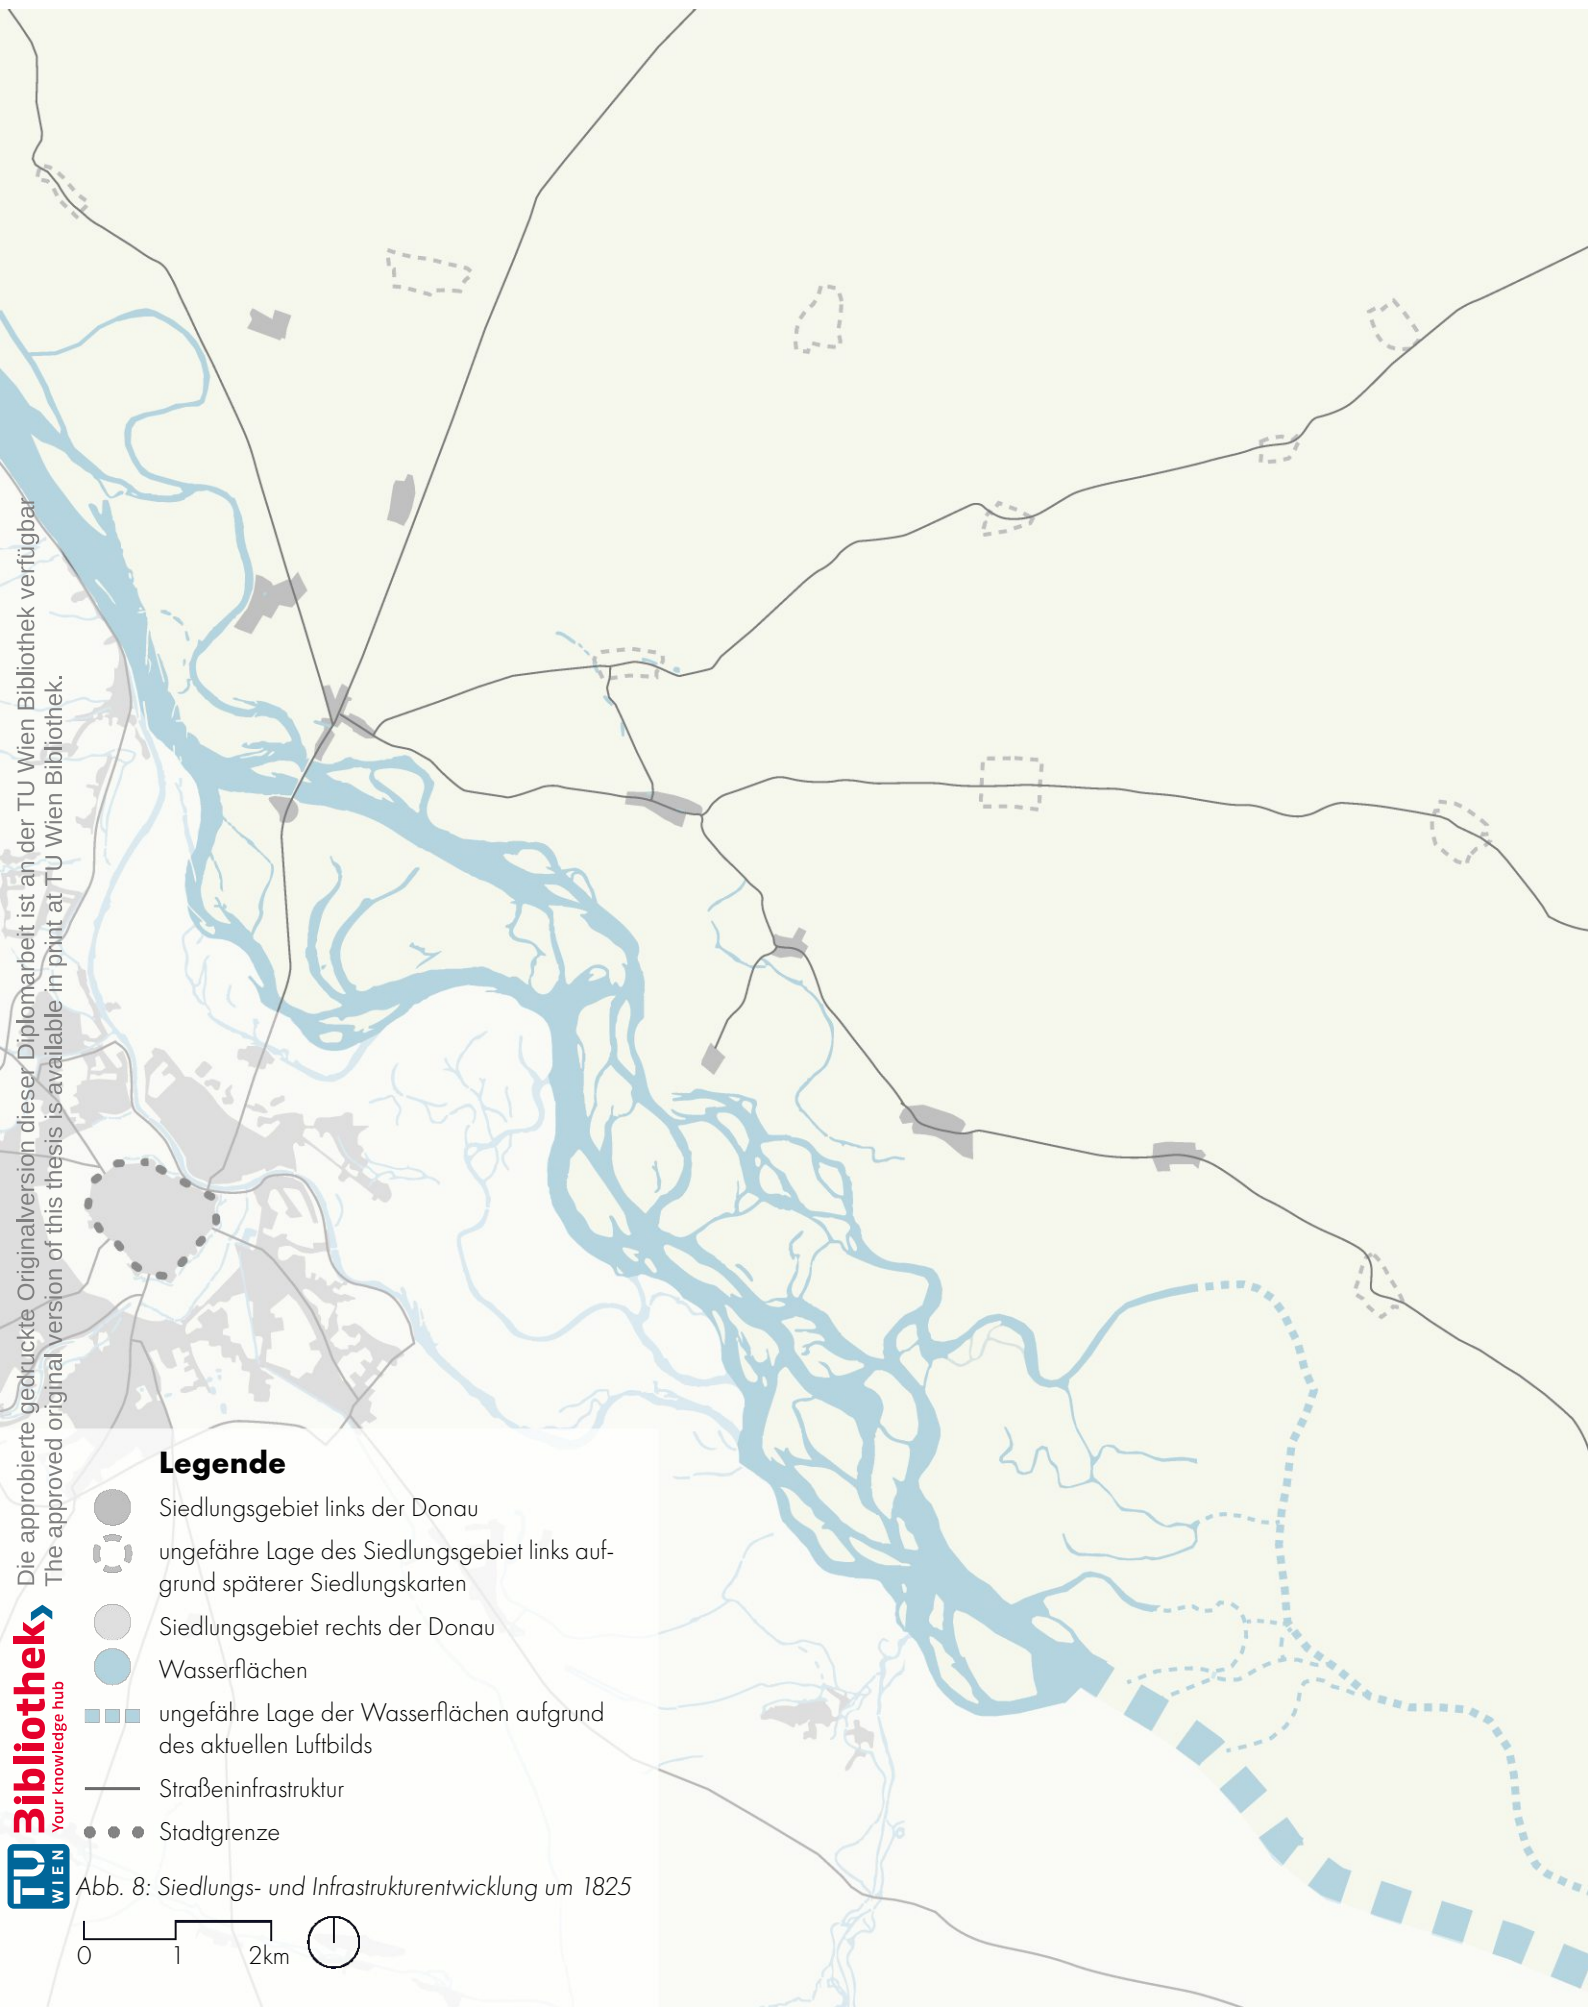 Die approbierte gedruckte Originalversion dieser Diplomarbeit ist an der TU Wien Bibliothek verfügbar
The approved original version of this thesis is available in print at TU Wien Bibliothek.
Bibliothek
Your knowledge hub
TU
WIEN
Legende
Siedlungsgebiet links der Donau
ungefähre Lage des Siedlungsgebiet links auf-
grund späterer Siedlungskarten
Siedlungsgebiet rechts der Donau
Wasserflächen
ungefähre Lage der Wasserflächen aufgrund
des aktuellen Luftbilds
Straßeninfrastruktur
Stadtgrenze
Abb. 8: Siedlungs- und Infrastrukturentwicklung um 1825
0 1 2km